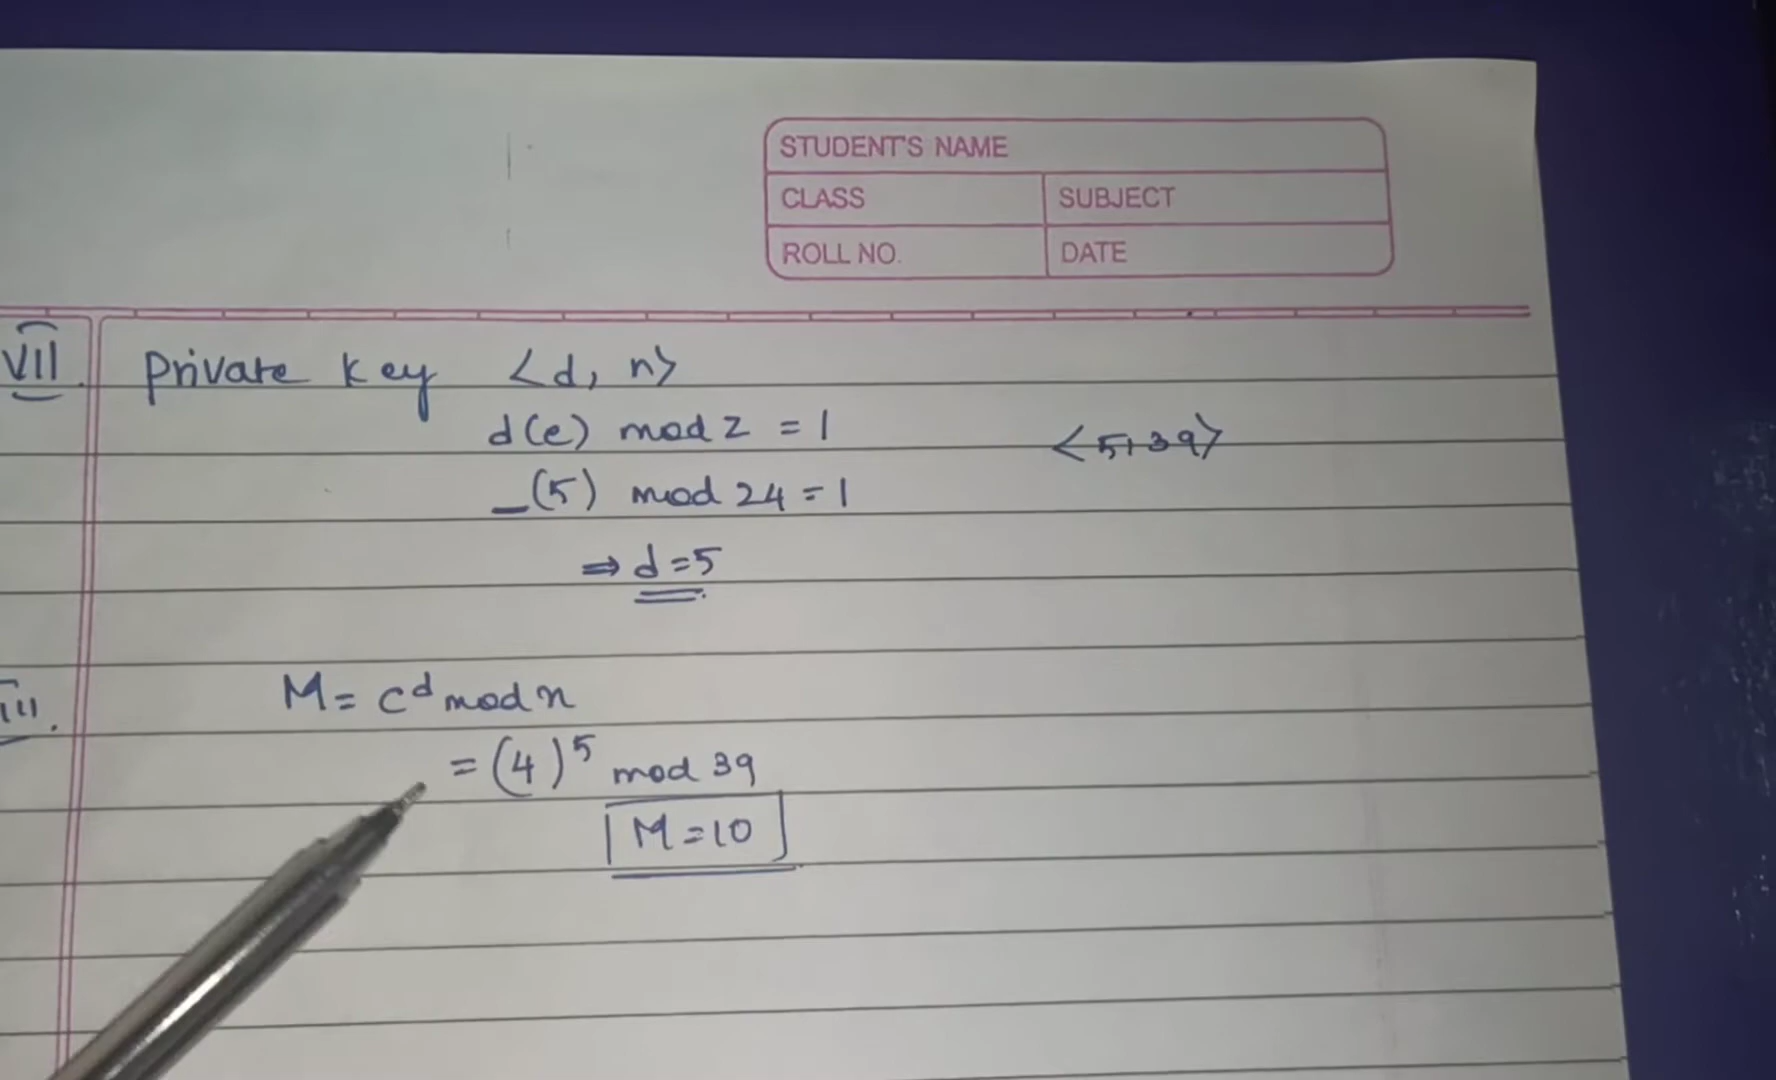 STUDENT'S NAME
CLASS SUBJECT
ROLL NO. DATE
VII. Private Key <d, n>
d(e) mod z = 1 <5,39>
_(5) mod 24 = 1
⇒ d=5
M = c^d mod n
= (4)^5 mod 39
M = 10